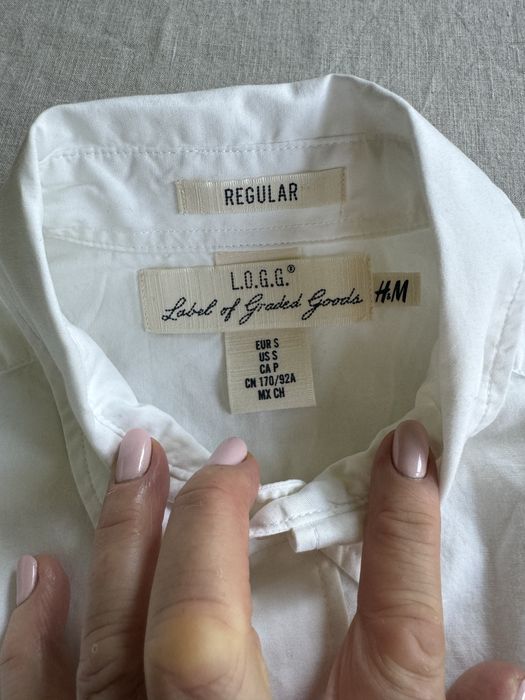 REGULAR
L.O.G.G.®
Label of Graded Goods
H&M
EUR S
US S
CA P
CN 170/92A
MX CH